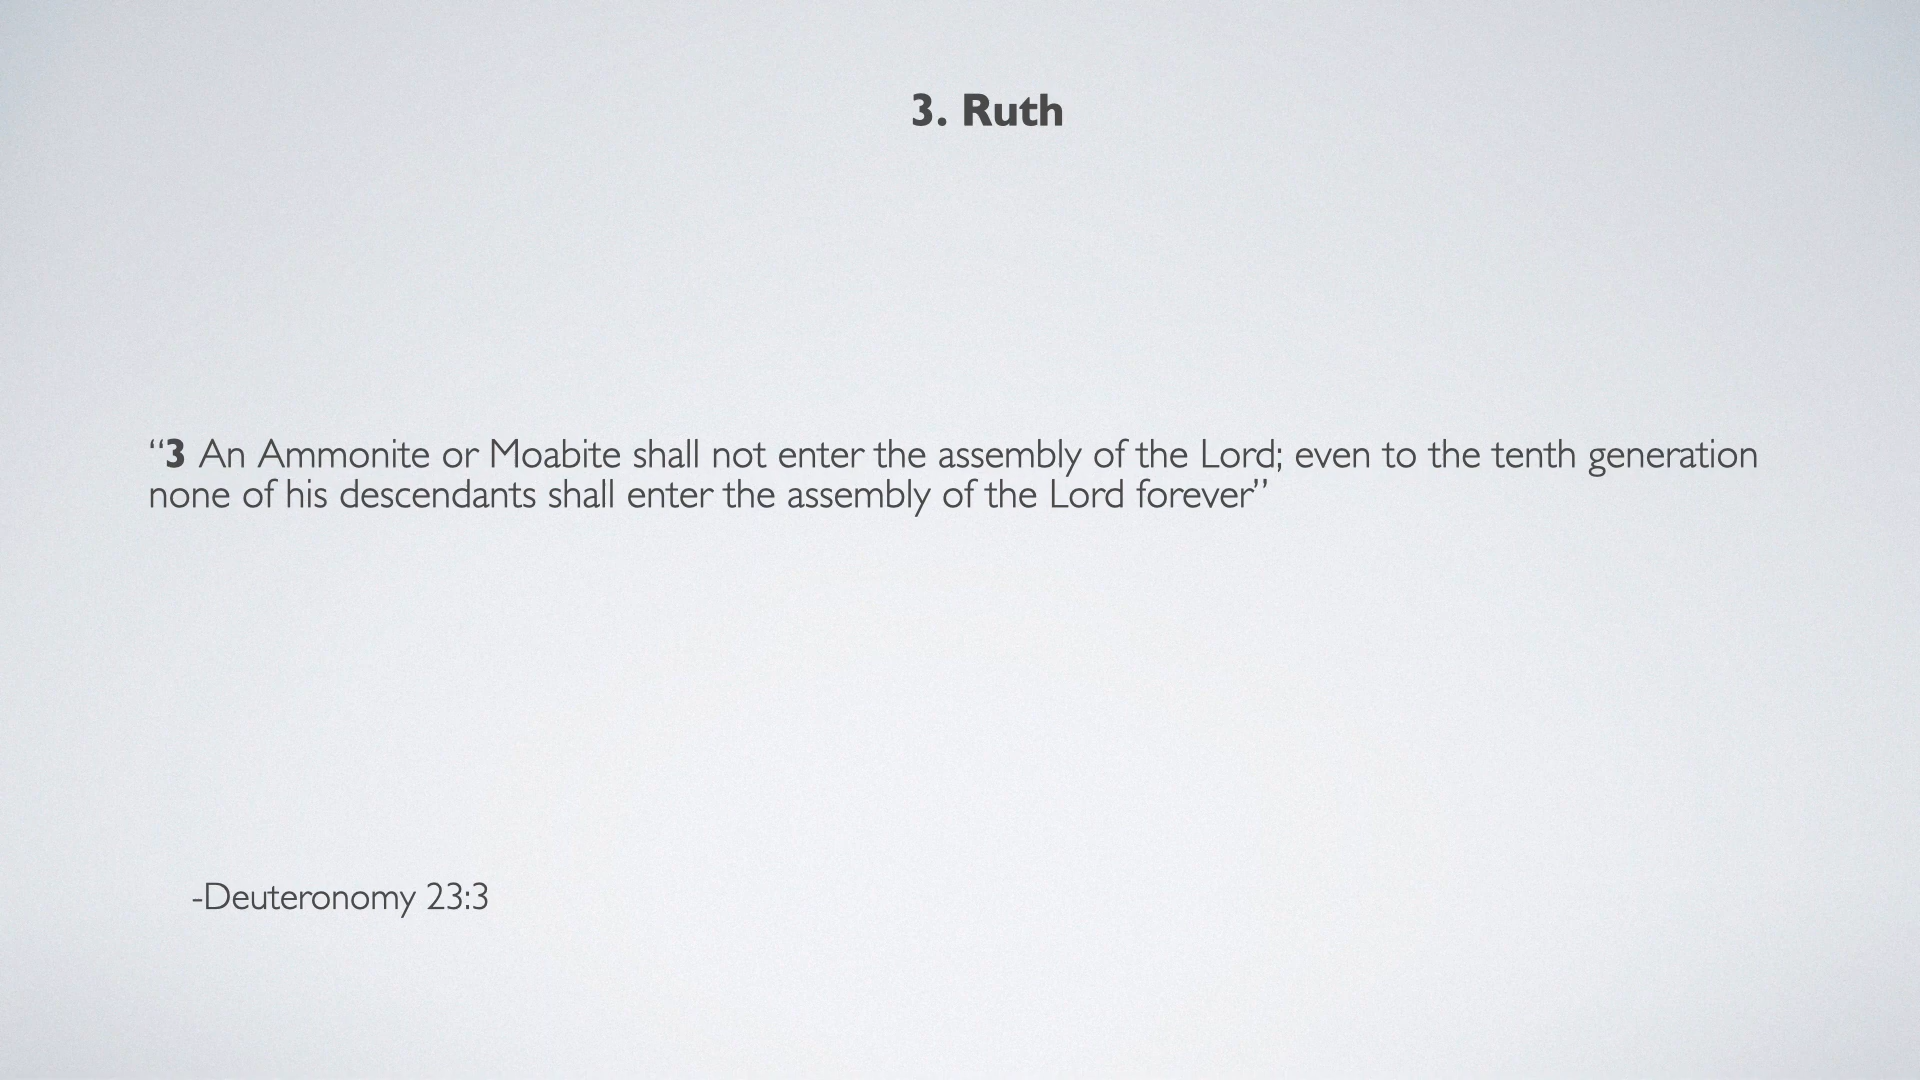 3. Ruth
“3 An Ammonite or Moabite shall not enter the assembly of the Lord; even to the tenth generation
none of his descendants shall enter the assembly of the Lord forever”
-Deuteronomy 23:3